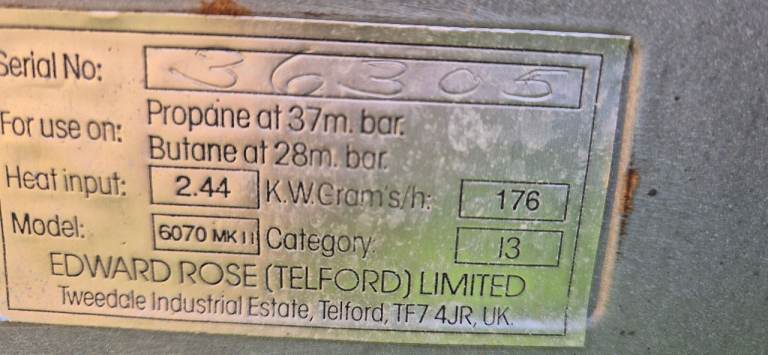 Serial No: 36305
For use on: Propane at 37m. bar.
Butane at 28m. bar.
Heat input: 2.44 K.W.Gram's/h: 176
Model: 6070 MK II Category: I3
EDWARD ROSE (TELFORD) LIMITED
Tweedale Industrial Estate, Telford, TF7 4JR, UK.